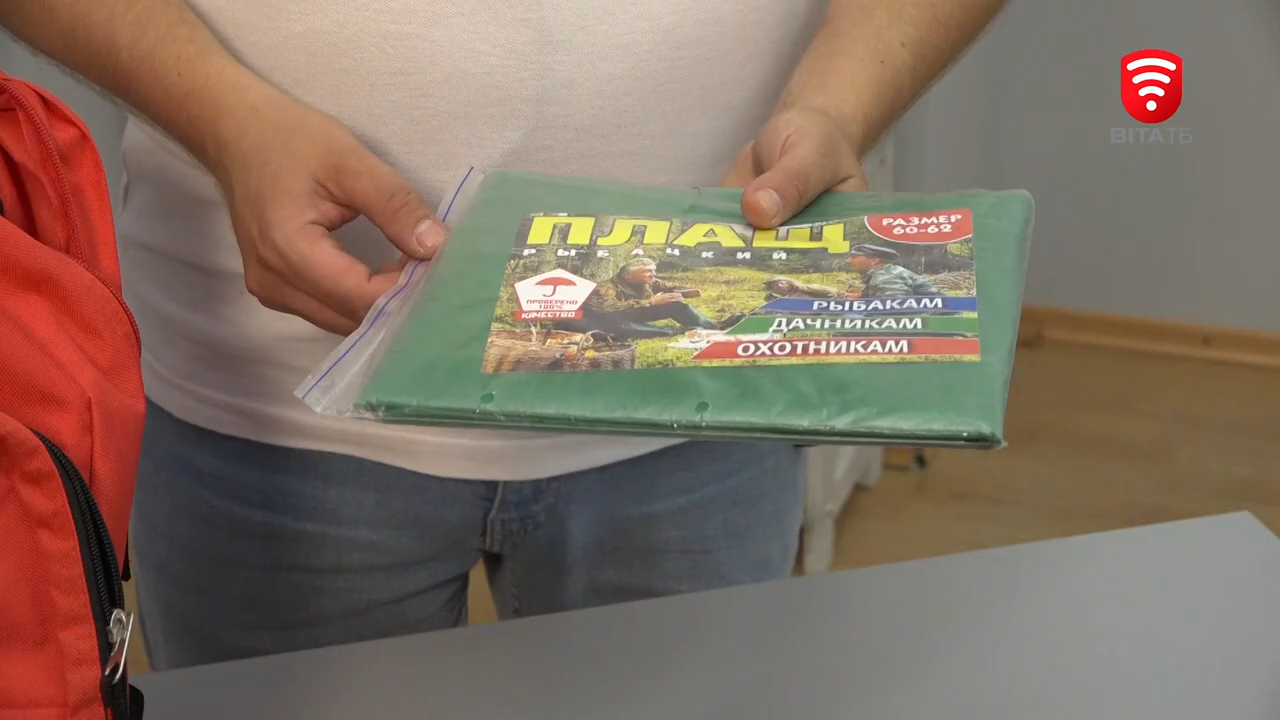 ВІТАТБ
ПЛАЩ
РЫБАЦКИЙ
РАЗМЕР
60-62
ПРОВЕРЕНО
100%
КАЧЕСТВО
РЫБАКАМ
ДАЧНИКАМ
ОХОТНИКАМ